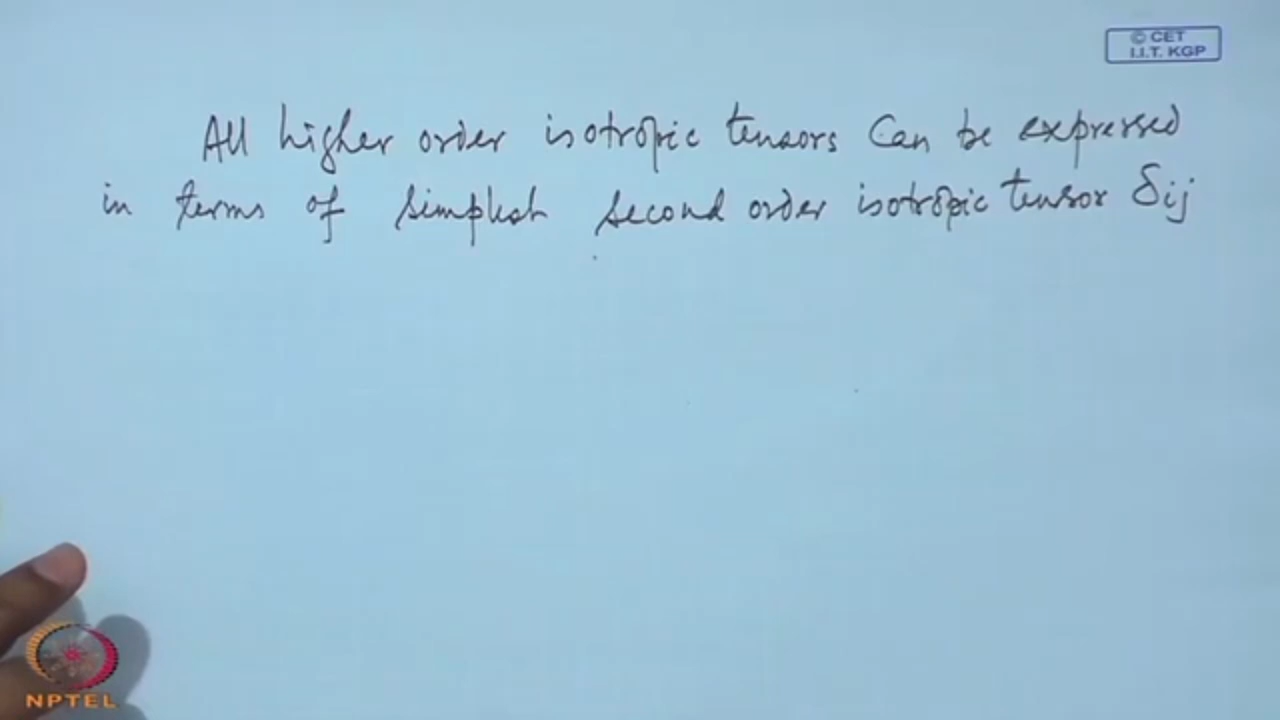 © CET
I.I.T. KGP
All higher order isotropic tensors Can be expressed
in terms of simplest second order isotropic tensor δij
NPTEL